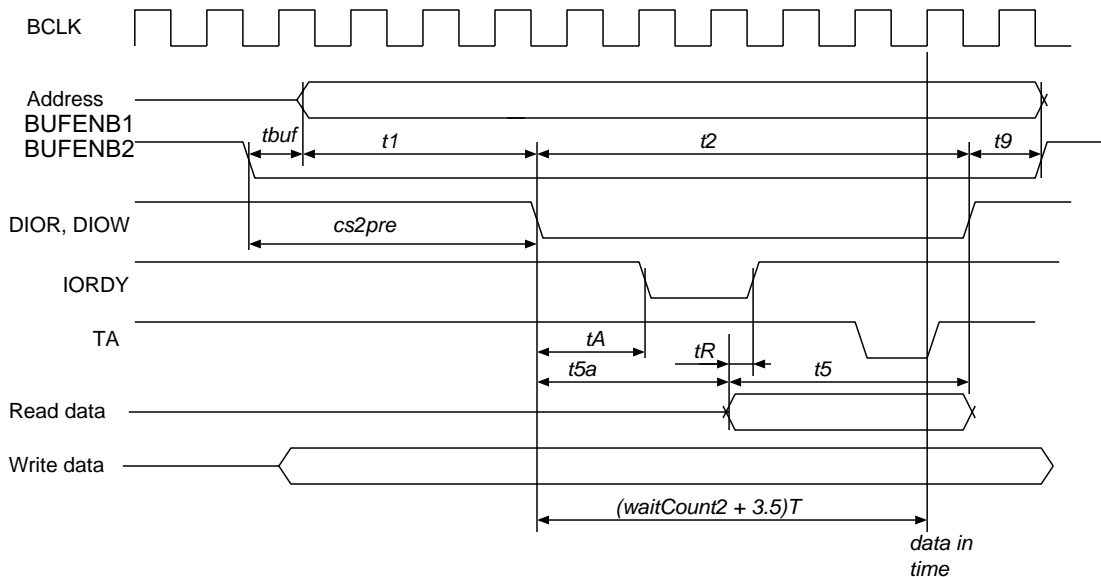 BCLK
Address
BUFENB1
BUFENB2
tbuf
t1
t2
t9
DIOR, DIOW
cs2pre
IORDY
TA
tA
tR
t5a
t5
Read data
Write data
(waitCount2 + 3.5)T
data in
time